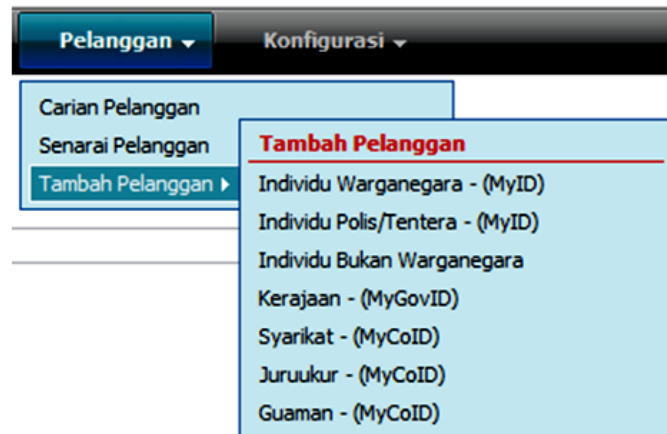 Pelanggan Konfigurasi
Carian Pelanggan
Senarai Pelanggan
Tambah Pelanggan
Tambah Pelanggan
Individu Warganegara - (MyID)
Individu Polis/Tentera - (MyID)
Individu Bukan Warganegara
Kerajaan - (MyGovID)
Syarikat - (MyCoID)
Juruukur - (MyCoID)
Guaman - (MyCoID)